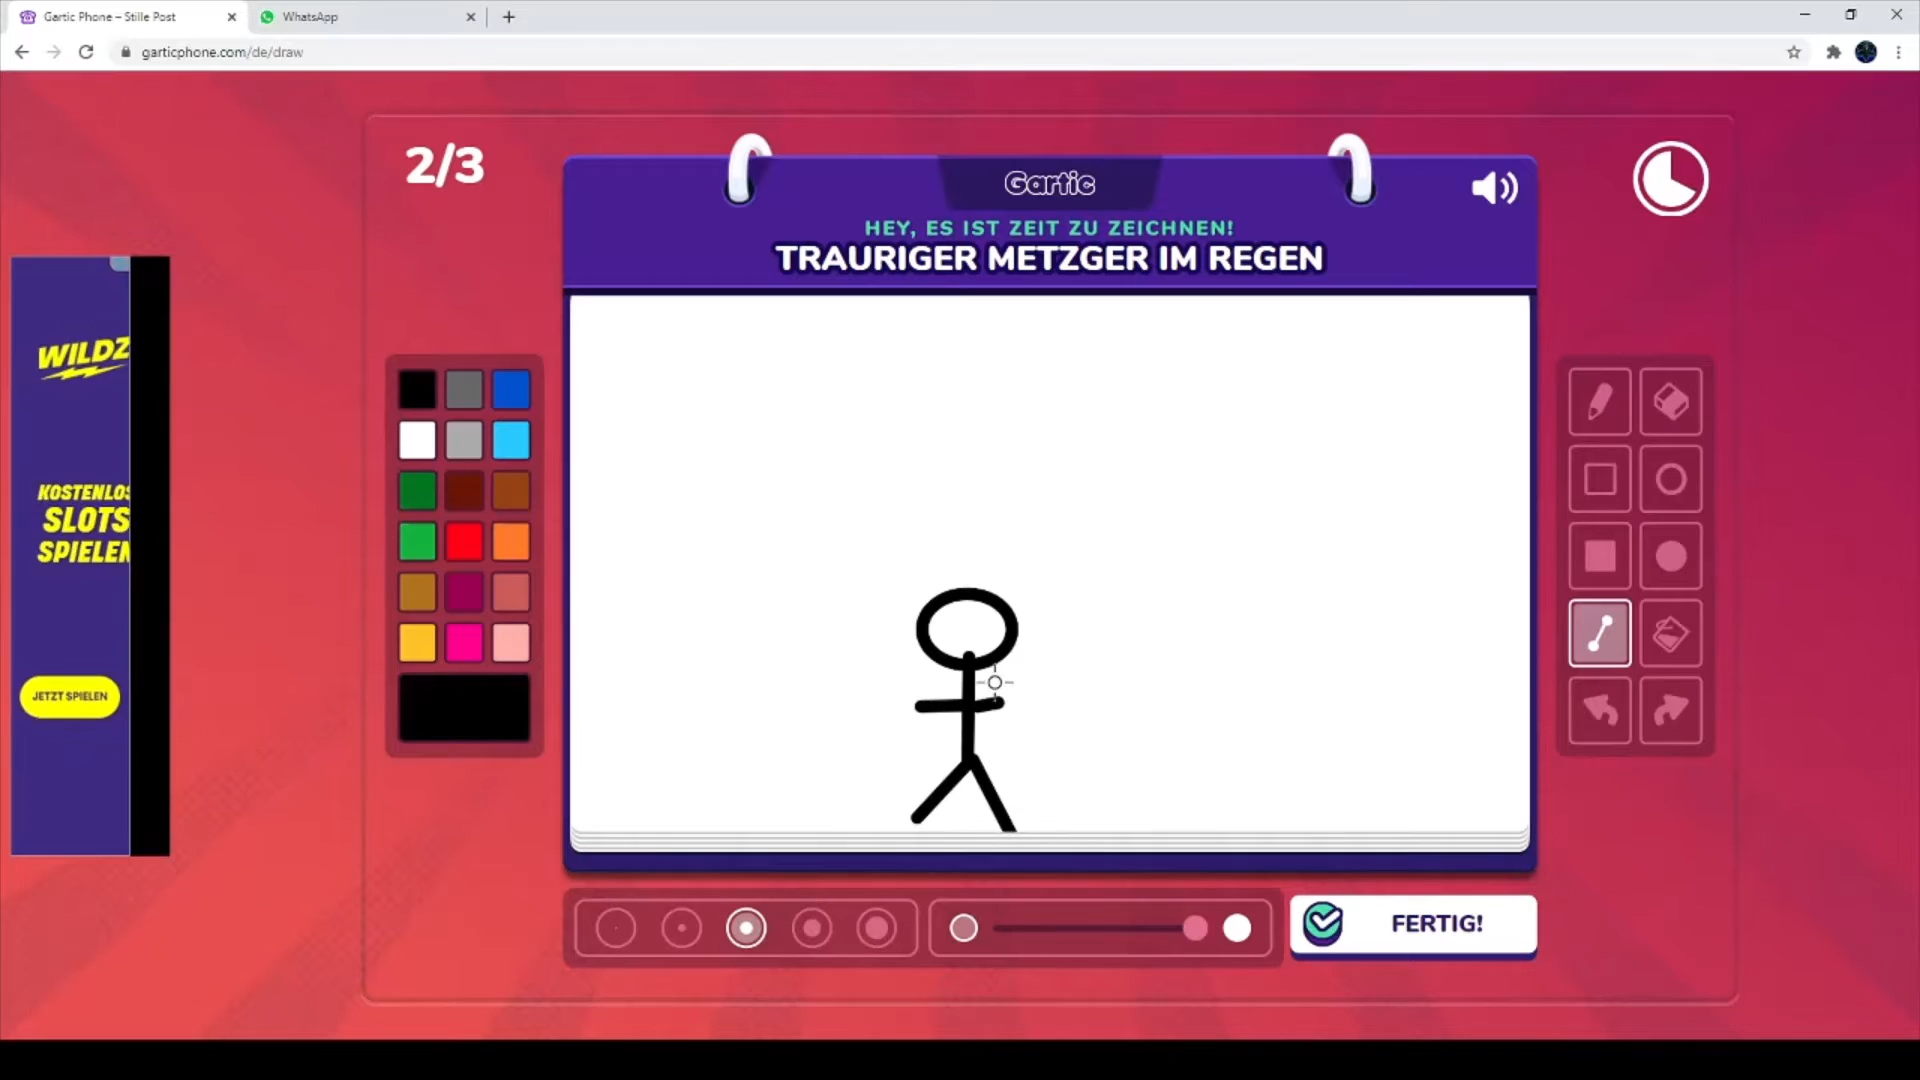 Gartic Phone – Stille Post
WhatsApp
garticphone.com/de/draw
2/3
Gartic
HEY, ES IST ZEIT ZU ZEICHNEN!
TRAURIGER METZGER IM REGEN
WILDZ
KOSTENLOS
SLOTS
SPIELEN
JETZT SPIELEN
FERTIG!